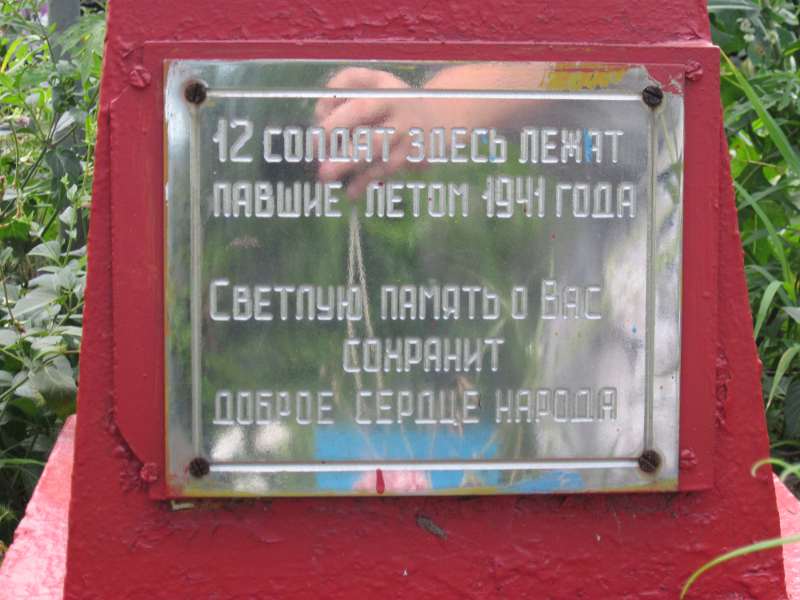 12 СОЛДАТ ЗДЕСЬ ЛЕЖАТ
ПАВШИЕ ЛЕТОМ 1941 ГОДА
СВЕТЛУЮ ПАМЯТЬ О ВАС
СОХРАНИТ
ДОБРОЕ СЕРДЦЕ НАРОДА